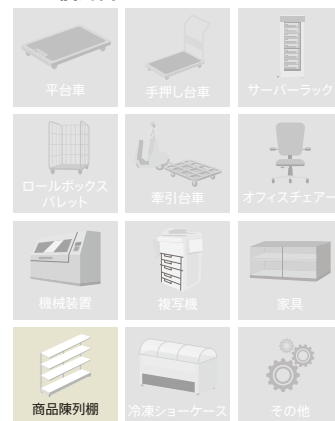 平台車
手押し台車
サーバーラック
ロールボックス
パレット
牽引台車
オフィスチェアー
機械装置
複写機
家具
商品陳列棚
冷凍ショーケース
その他